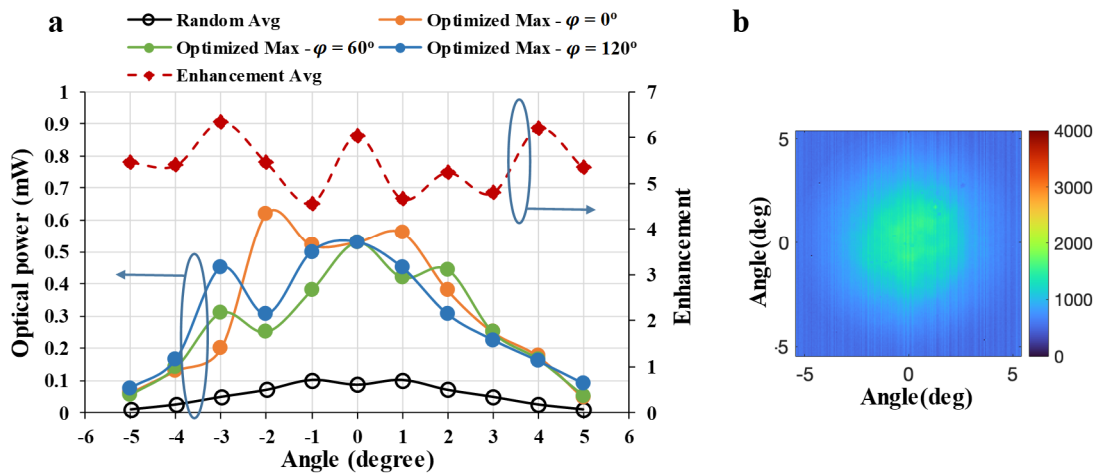 a
Random Avg
Optimized Max - φ = 0°
Optimized Max - φ = 60°
Optimized Max - φ = 120°
Enhancement Avg
Optical power (mW)
1
0.9
0.8
0.7
0.6
0.5
0.4
0.3
0.2
0.1
0
7
6
5
4
3
2
1
0
Enhancement
-6 -5 -4 -3 -2 -1 0 1 2 3 4 5 6
Angle (degree)
b
Angle(deg)
5
0
-5
-5 0 5
Angle(deg)
4000
3000
2000
1000
0